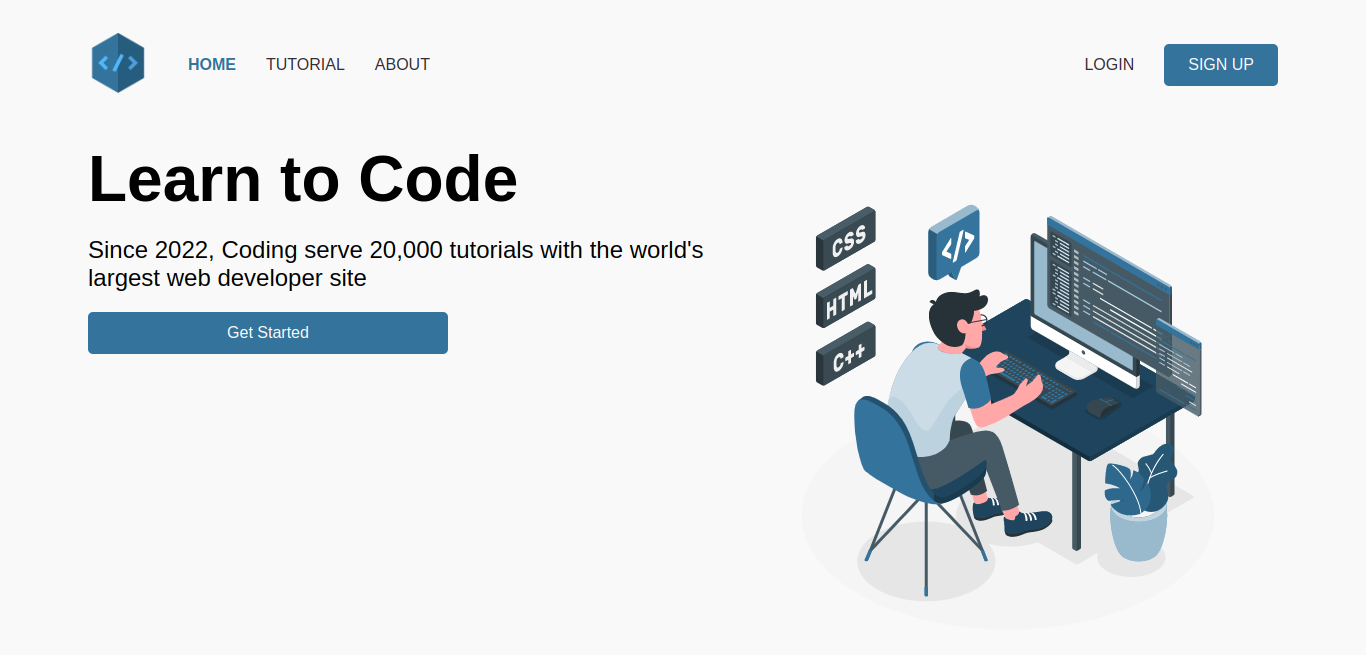 </>
HOME
TUTORIAL
ABOUT
LOGIN
SIGN UP
Learn to Code
Since 2022, Coding serve 20,000 tutorials with the world's
largest web developer site
Get Started
CSS
</>
HTML
C++